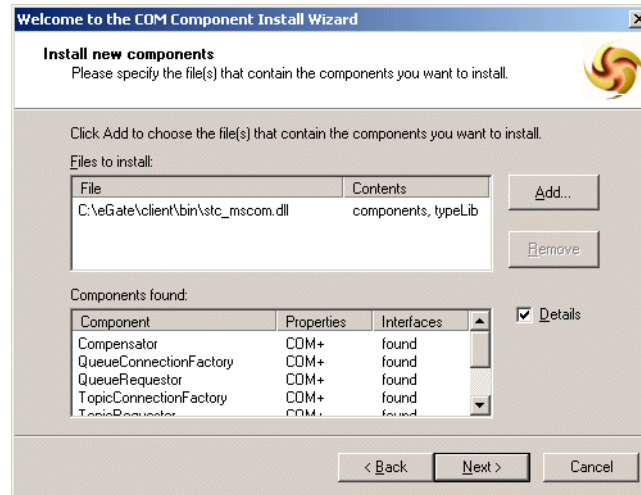 Welcome to the COM Component Install Wizard
Install new components
Please specify the file(s) that contain the components you want to install.
Click Add to choose the file(s) that contain the components you want to install.
Files to install:
File Contents
C:\eGate\client\bin\stc_mscom.dll components, typeLib
Add...
Remove
Components found:
Component Properties Interfaces
Details
Compensator COM+ found
QueueConnectionFactory COM+ found
QueueRequestor COM+ found
TopicConnectionFactory COM+ found
TopicRequestor COM+ found
< Back Next > Cancel